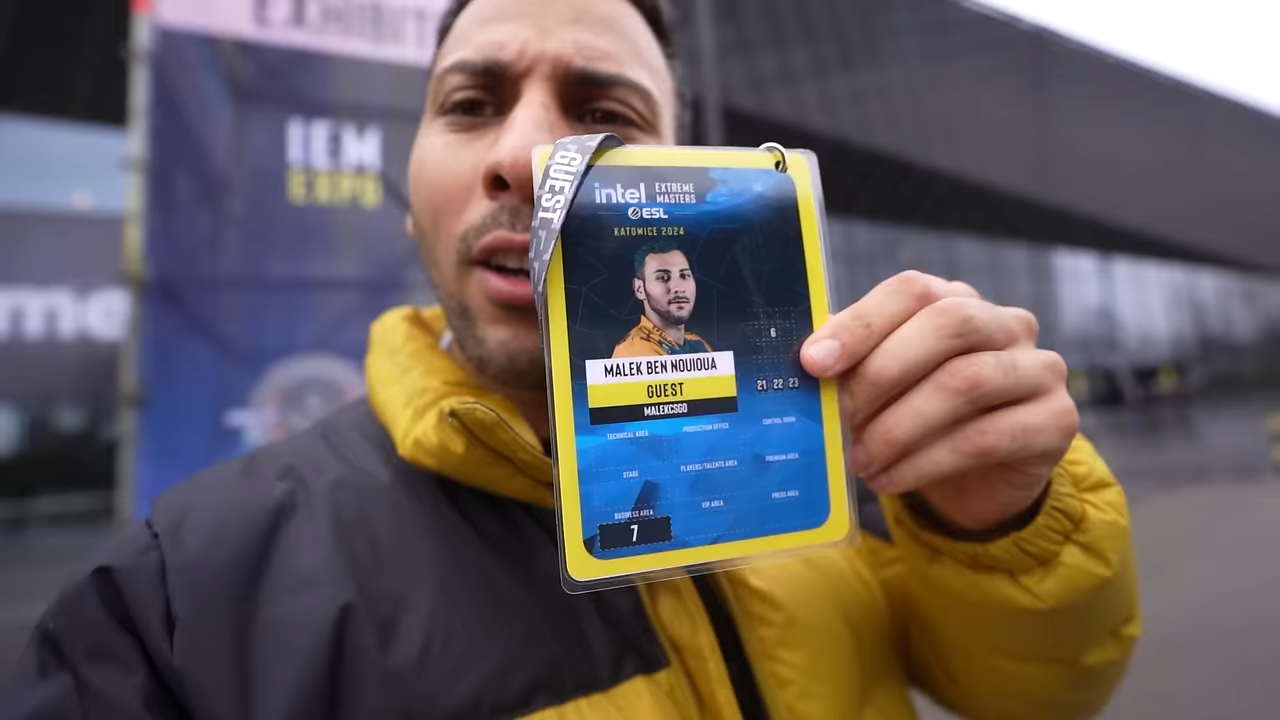 IEM
EXPO
me
GUEST
intel EXTREME
MASTERS
ESL
KATOWICE 2024
6
MALEK BEN NOUIOUA
GUEST
MALEKCSGO
21 22 23
TECHNICAL AREA PRODUCTION OFFICE CONTROL ROOM
STAGE PLAYERS/TALENTS AREA PREMIUM AREA
BUSINESS AREA VIP AREA PRESS AREA
7